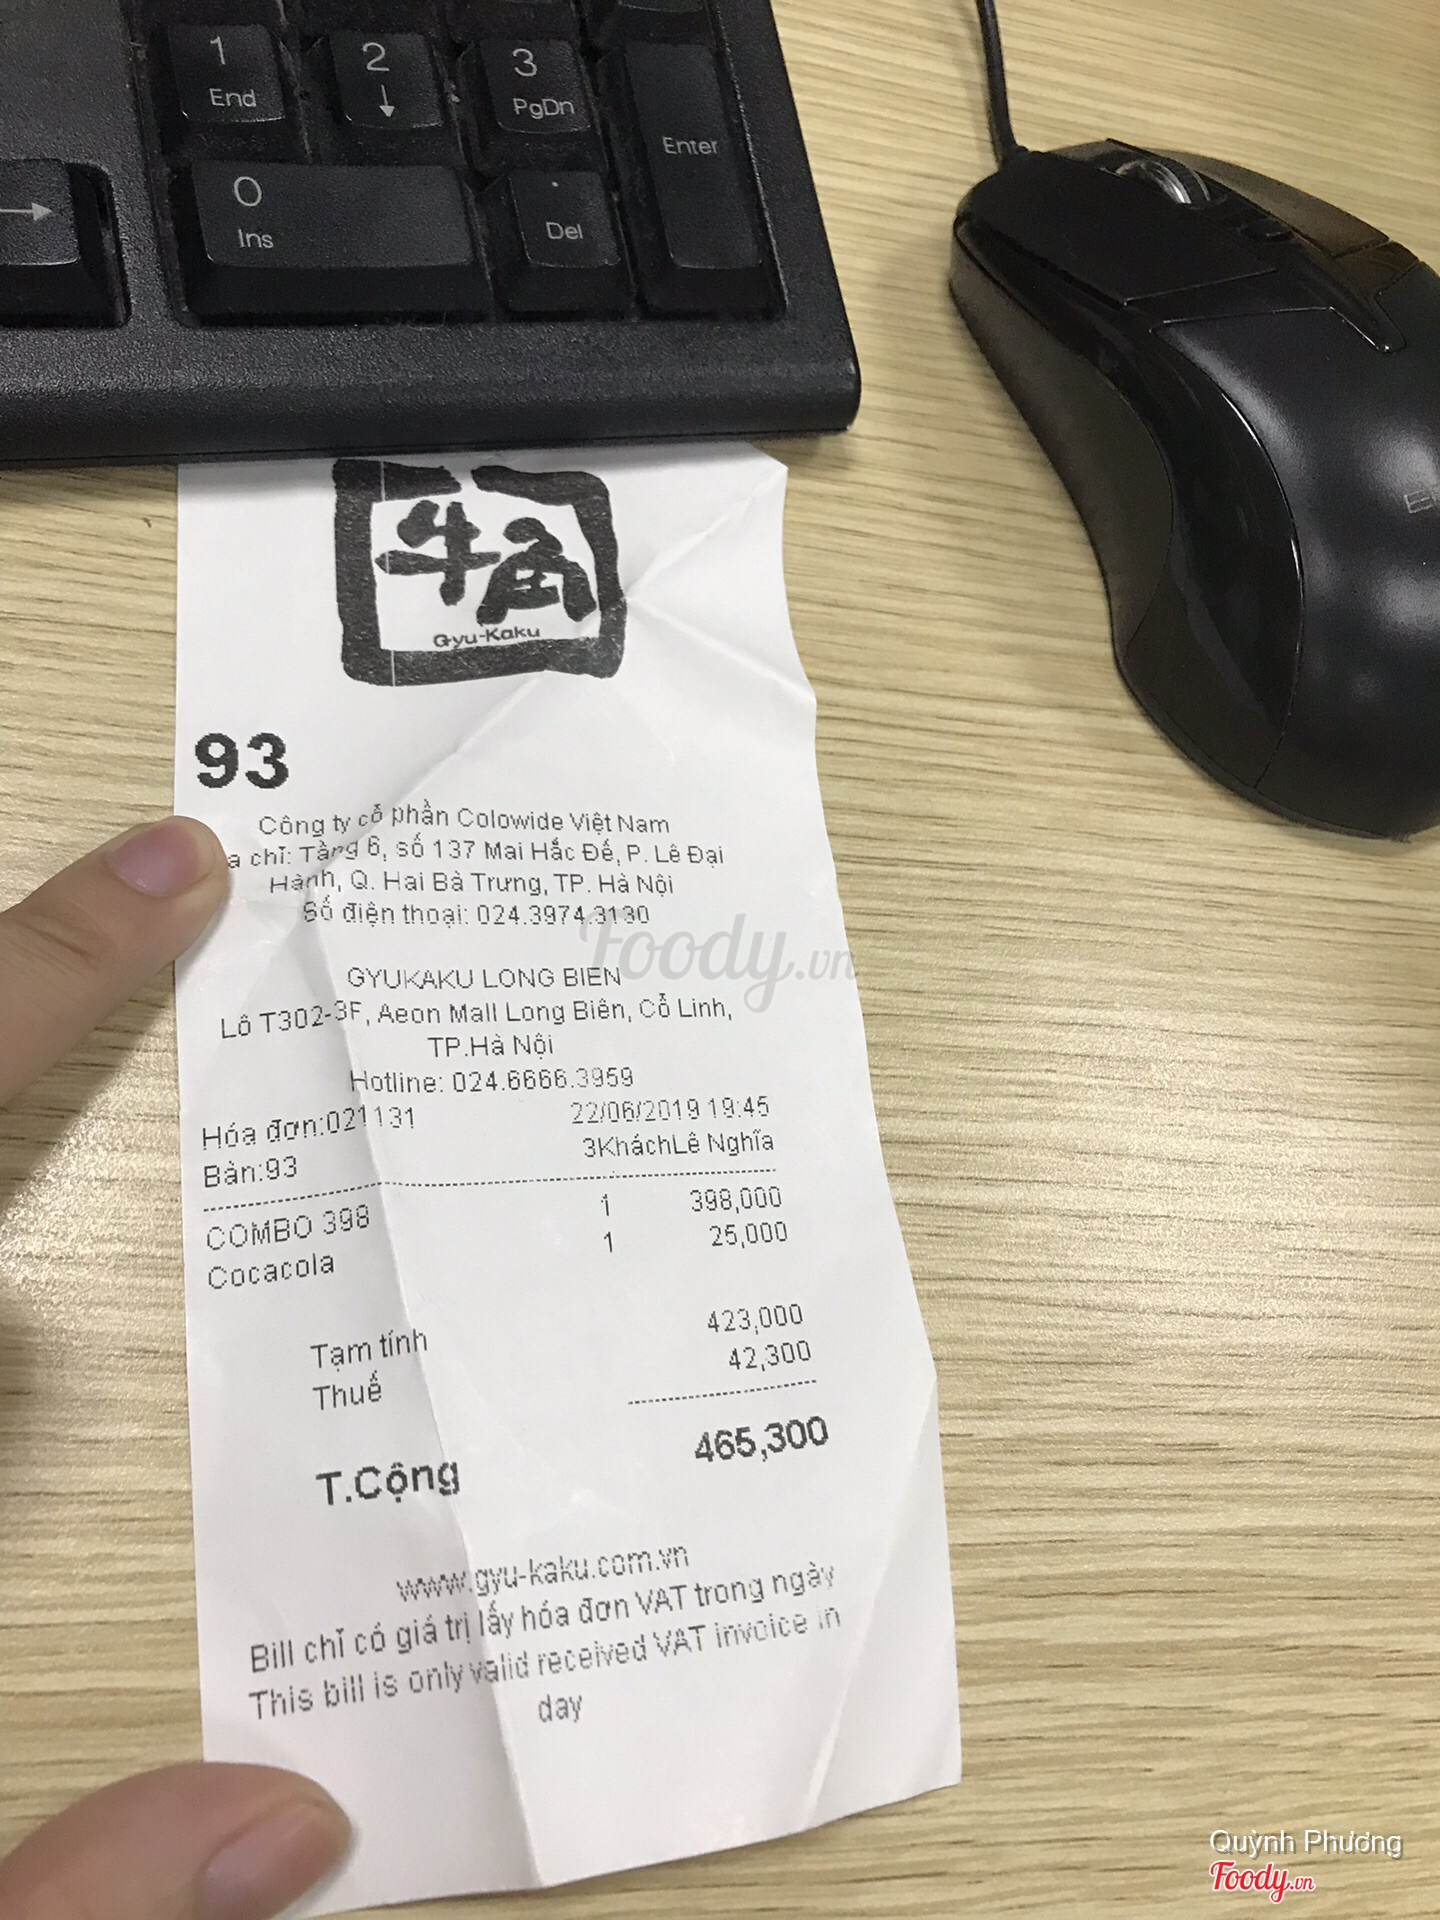 1
End
2
↓
3
PgDn
Enter
0
Ins
.
Del
牛角
Gyu-Kaku
93
Công ty cổ phần Colowide Việt Nam
a chỉ: Tầng 6, số 137 Mai Hắc Đế, P. Lê Đại
Hành, Q. Hai Bà Trưng, TP. Hà Nội
Số điện thoại: 024.3974.3130
Foody.vn
GYUKAKU LONG BIEN
Lô T302-3F, Aeon Mall Long Biên, Cổ Linh,
TP.Hà Nội
Hotline: 024.6666.3959
Hóa đơn:021131 22/06/2019 19:45
Bàn:93 3KháchLê Nghĩa
COMBO 398 1 398,000
Cocacola 1 25,000
Tạm tính 423,000
Thuế 42,300
T.Cộng 465,300
www.gyu-kaku.com.vn
Bill chỉ có giá trị lấy hóa đơn VAT trong ngày
This bill is only valid received VAT invoice in
day
Quỳnh Phương
Foody.vn